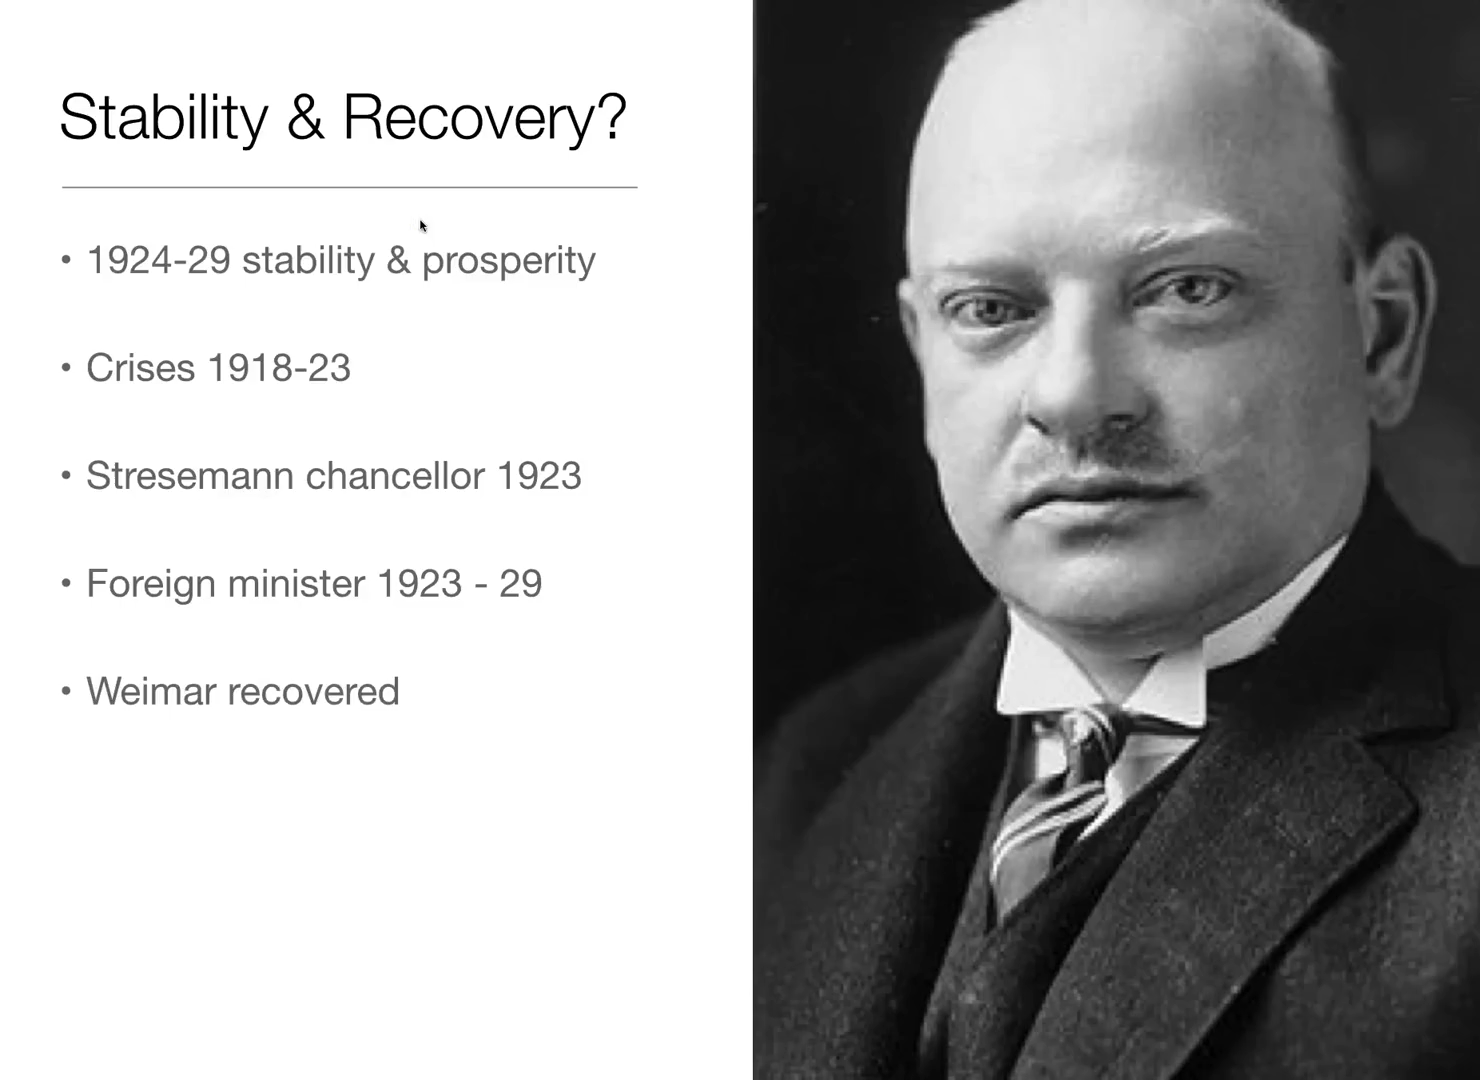 Stability & Recovery?
• 1924-29 stability & prosperity
• Crises 1918-23
• Stresemann chancellor 1923
• Foreign minister 1923 - 29
• Weimar recovered